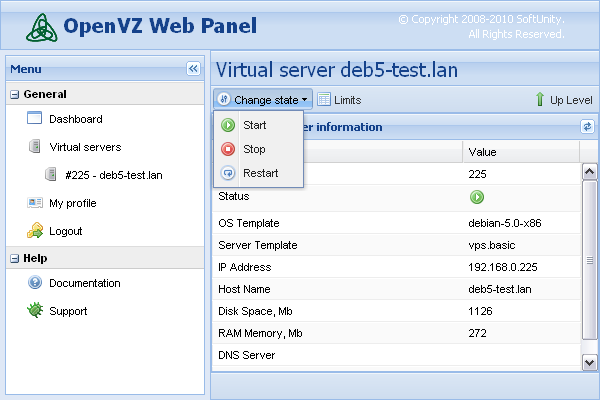 OpenVZ Web Panel
© Copyright 2008-2010 SoftUnity.
All Rights Reserved.
Menu
General
Dashboard
Virtual servers
#225 - deb5-test.lan
My profile
Logout
Help
Documentation
Support
Virtual server deb5-test.lan
Change state
Limits
Up Level
Start
Stop
Restart
information
Value
225
Status
OS Template debian-5.0-x86
Server Template vps.basic
IP Address 192.168.0.225
Host Name deb5-test.lan
Disk Space, Mb 1126
RAM Memory, Mb 272
DNS Server